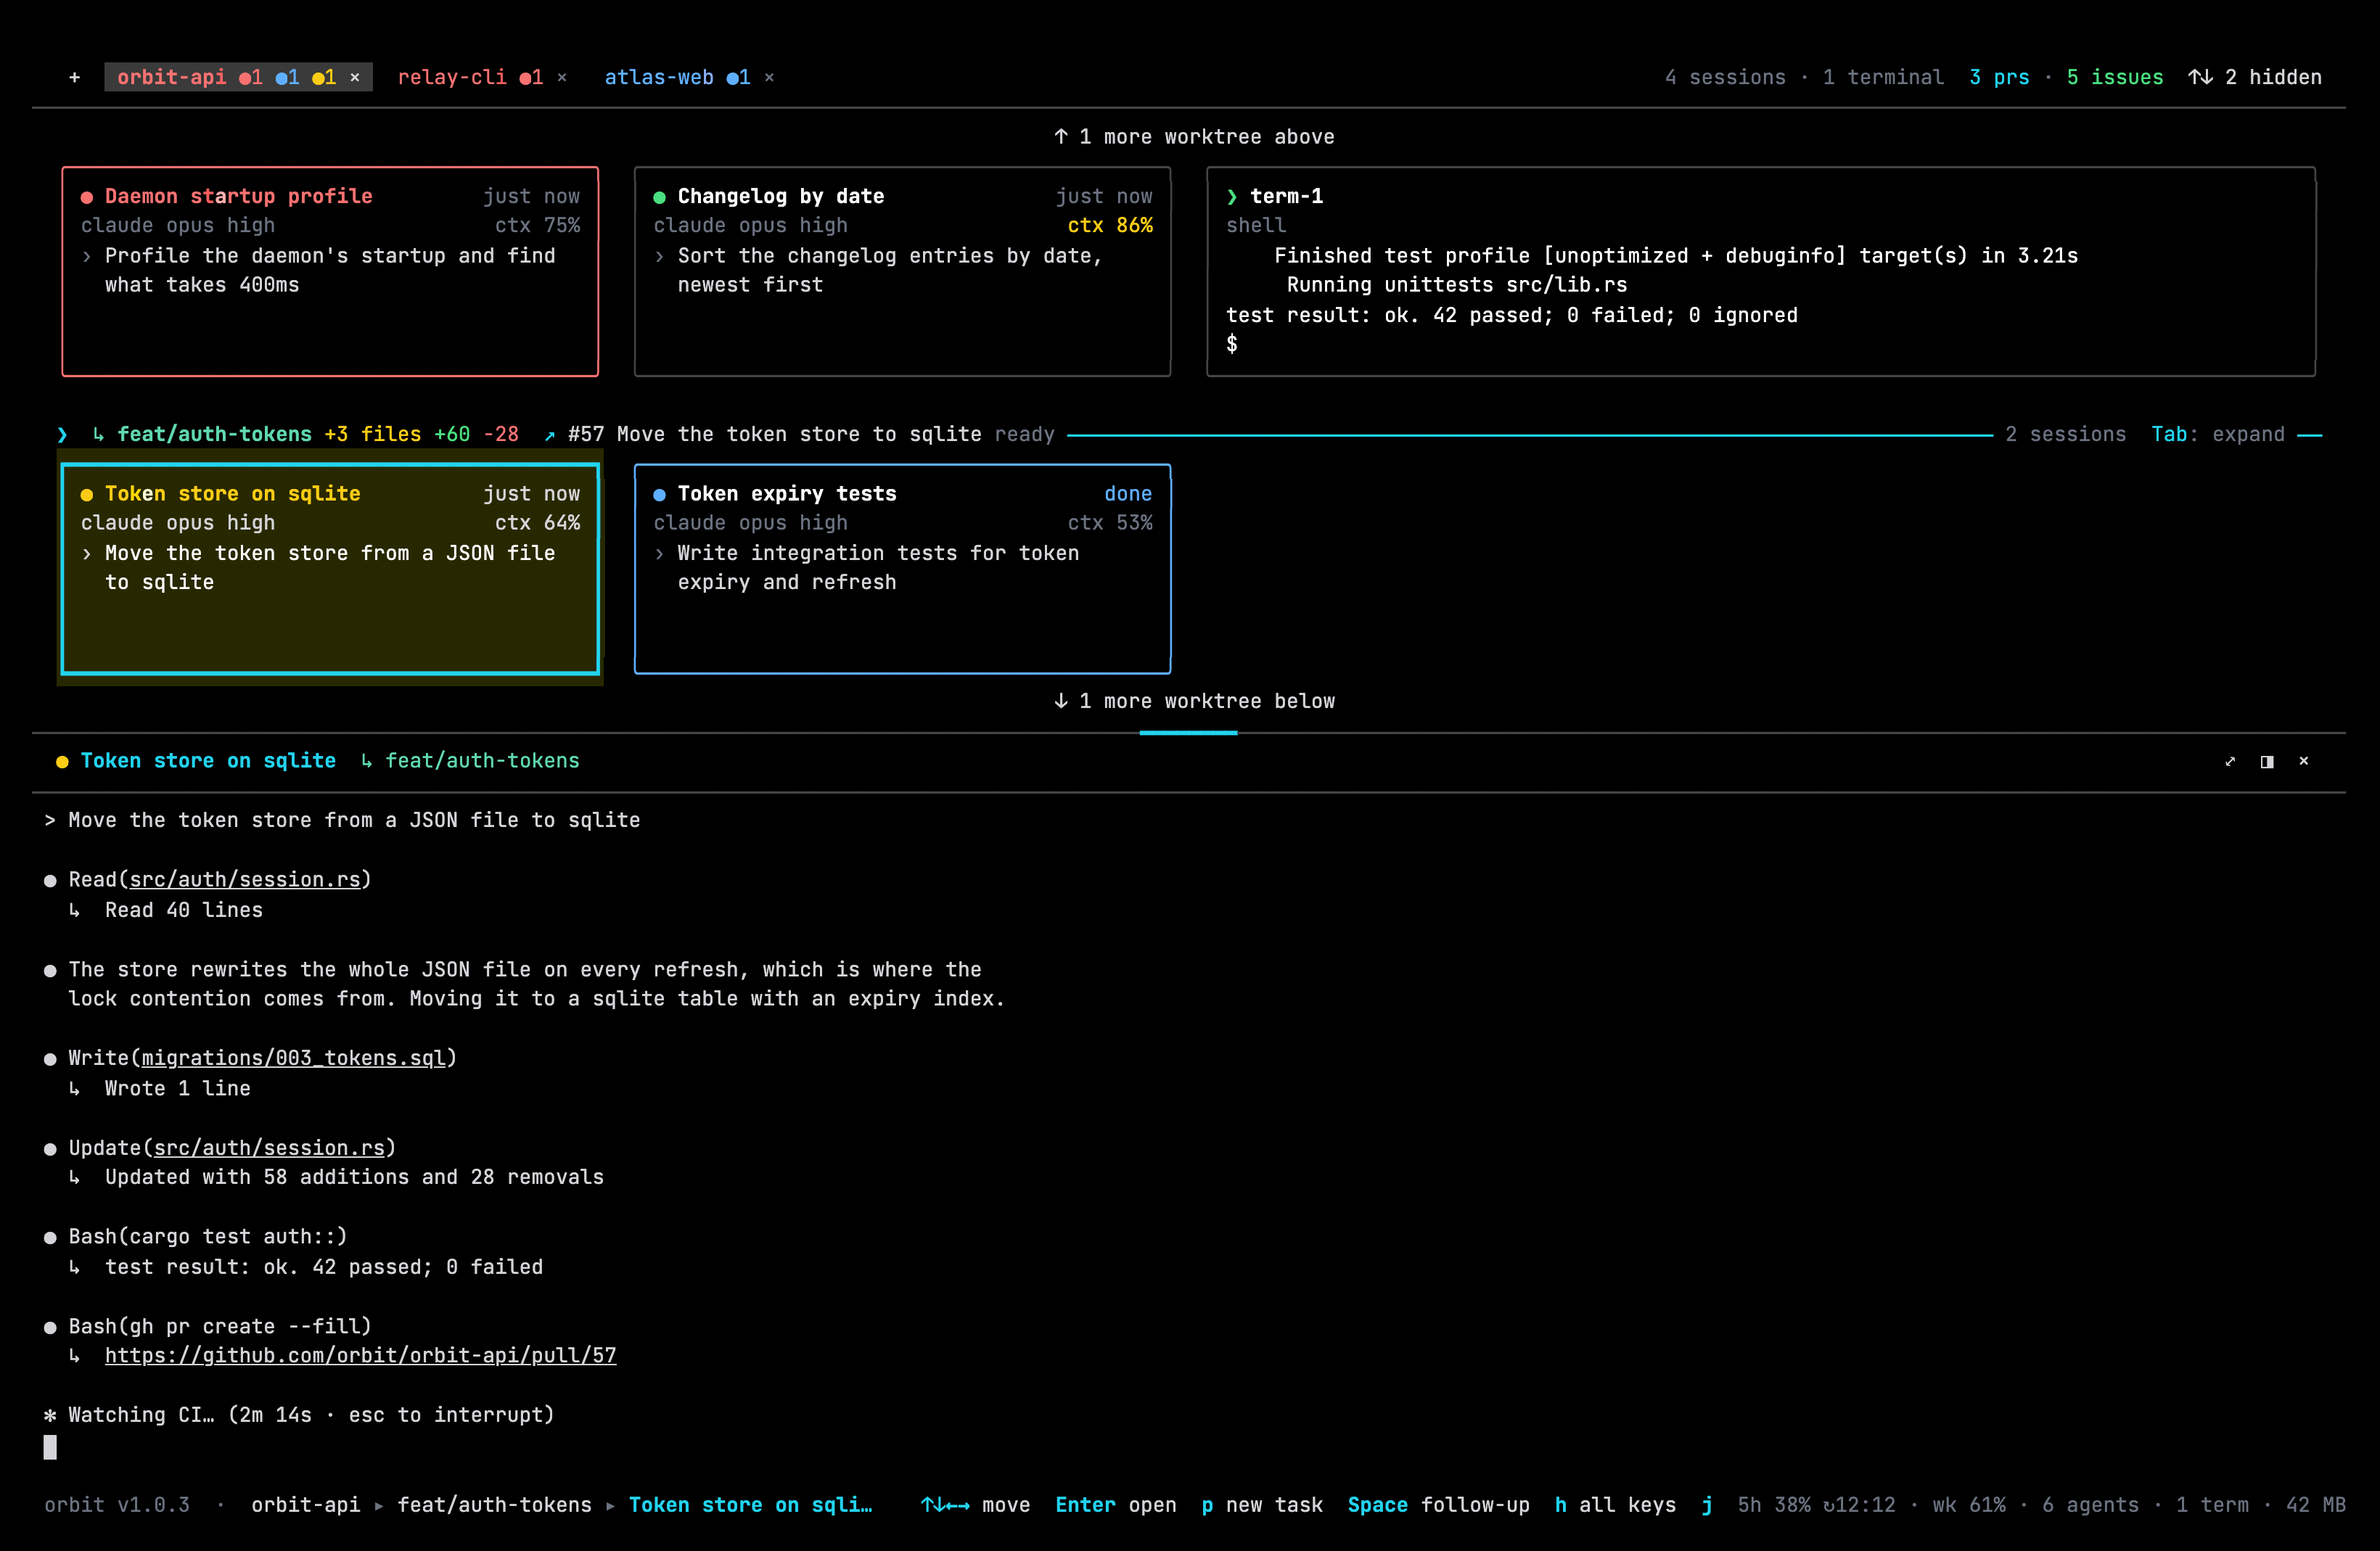 + orbit-api ●1 ●1 ●1 × relay-cli ●1 × atlas-web ●1 × 4 sessions · 1 terminal 3 prs · 5 issues ↑↓ 2 hidden
↑ 1 more worktree above
● Daemon startup profile just now
claude opus high ctx 75%
› Profile the daemon's startup and find
what takes 400ms
● Changelog by date just now
claude opus high ctx 86%
› Sort the changelog entries by date,
newest first
❯ term-1
shell
Finished test profile [unoptimized + debuginfo] target(s) in 3.21s
Running unittests src/lib.rs
test result: ok. 42 passed; 0 failed; 0 ignored
$
❯ ↳ feat/auth-tokens +3 files +60 -28 ↗ #57 Move the token store to sqlite ready 2 sessions Tab: expand
● Token store on sqlite just now
claude opus high ctx 64%
› Move the token store from a JSON file
to sqlite
● Token expiry tests done
claude opus high ctx 53%
› Write integration tests for token
expiry and refresh
↓ 1 more worktree below
● Token store on sqlite ↳ feat/auth-tokens ⤢ ◨ ×
> Move the token store from a JSON file to sqlite
● Read(src/auth/session.rs)
↳ Read 40 lines
● The store rewrites the whole JSON file on every refresh, which is where the
lock contention comes from. Moving it to a sqlite table with an expiry index.
● Write(migrations/003_tokens.sql)
↳ Wrote 1 line
● Update(src/auth/session.rs)
↳ Updated with 58 additions and 28 removals
● Bash(cargo test auth::)
↳ test result: ok. 42 passed; 0 failed
● Bash(gh pr create --fill)
↳ https://github.com/orbit/orbit-api/pull/57
✻ Watching CI… (2m 14s · esc to interrupt)
orbit v1.0.3 · orbit-api ▸ feat/auth-tokens ▸ Token store on sqli… ↑↓←→ move Enter open p new task Space follow-up h all keys j 5h 38% ↻12:12 · wk 61% · 6 agents · 1 term · 42 MB